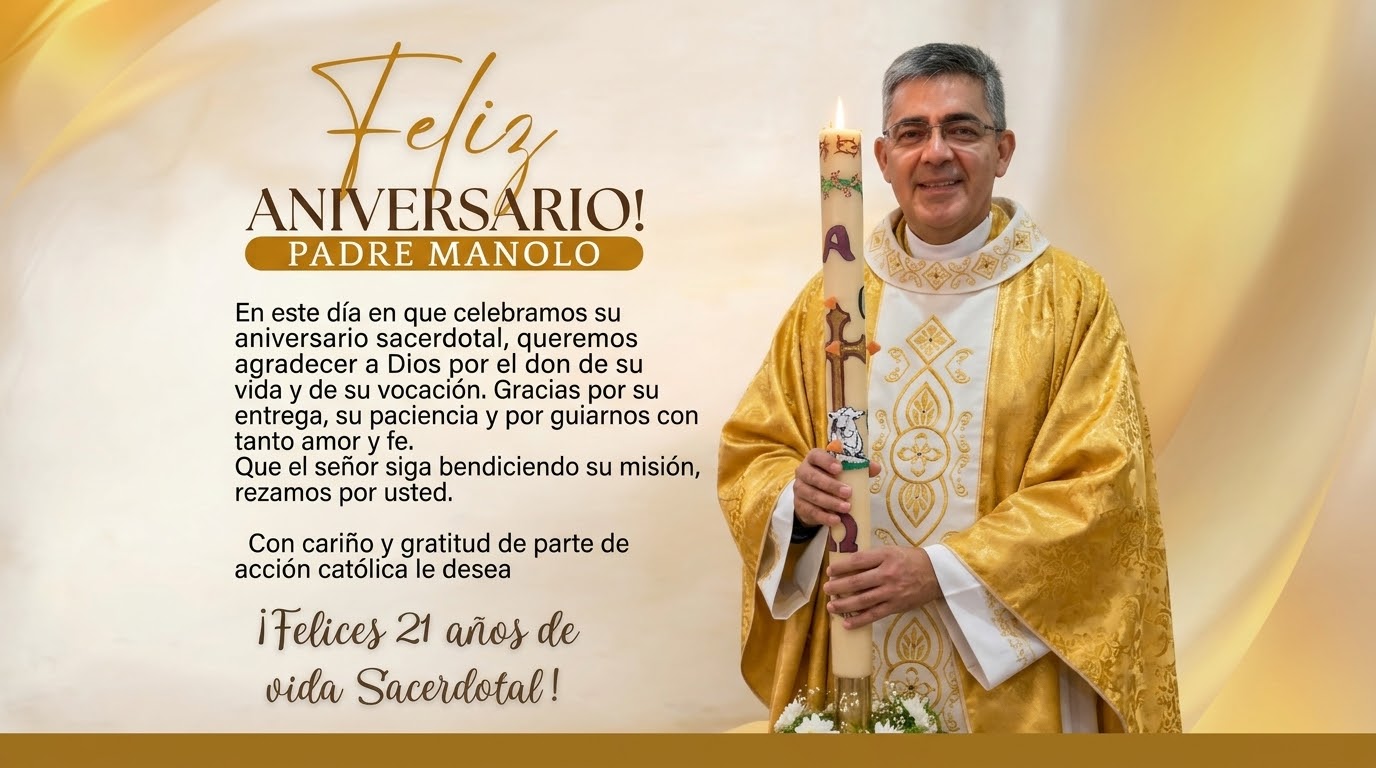 Feliz
ANIVERSARIO!
PADRE MANOLO
En este día en que celebramos su
aniversario sacerdotal, queremos
agradecer a Dios por el don de su
vida y de su vocación. Gracias por su
entrega, su paciencia y por guiarnos con
tanto amor y fe.
Que el señor siga bendiciendo su misión,
rezamos por usted.
Con cariño y gratitud de parte de
acción católica le desea
¡Felices 21 años de
vida Sacerdotal!
A
Ω